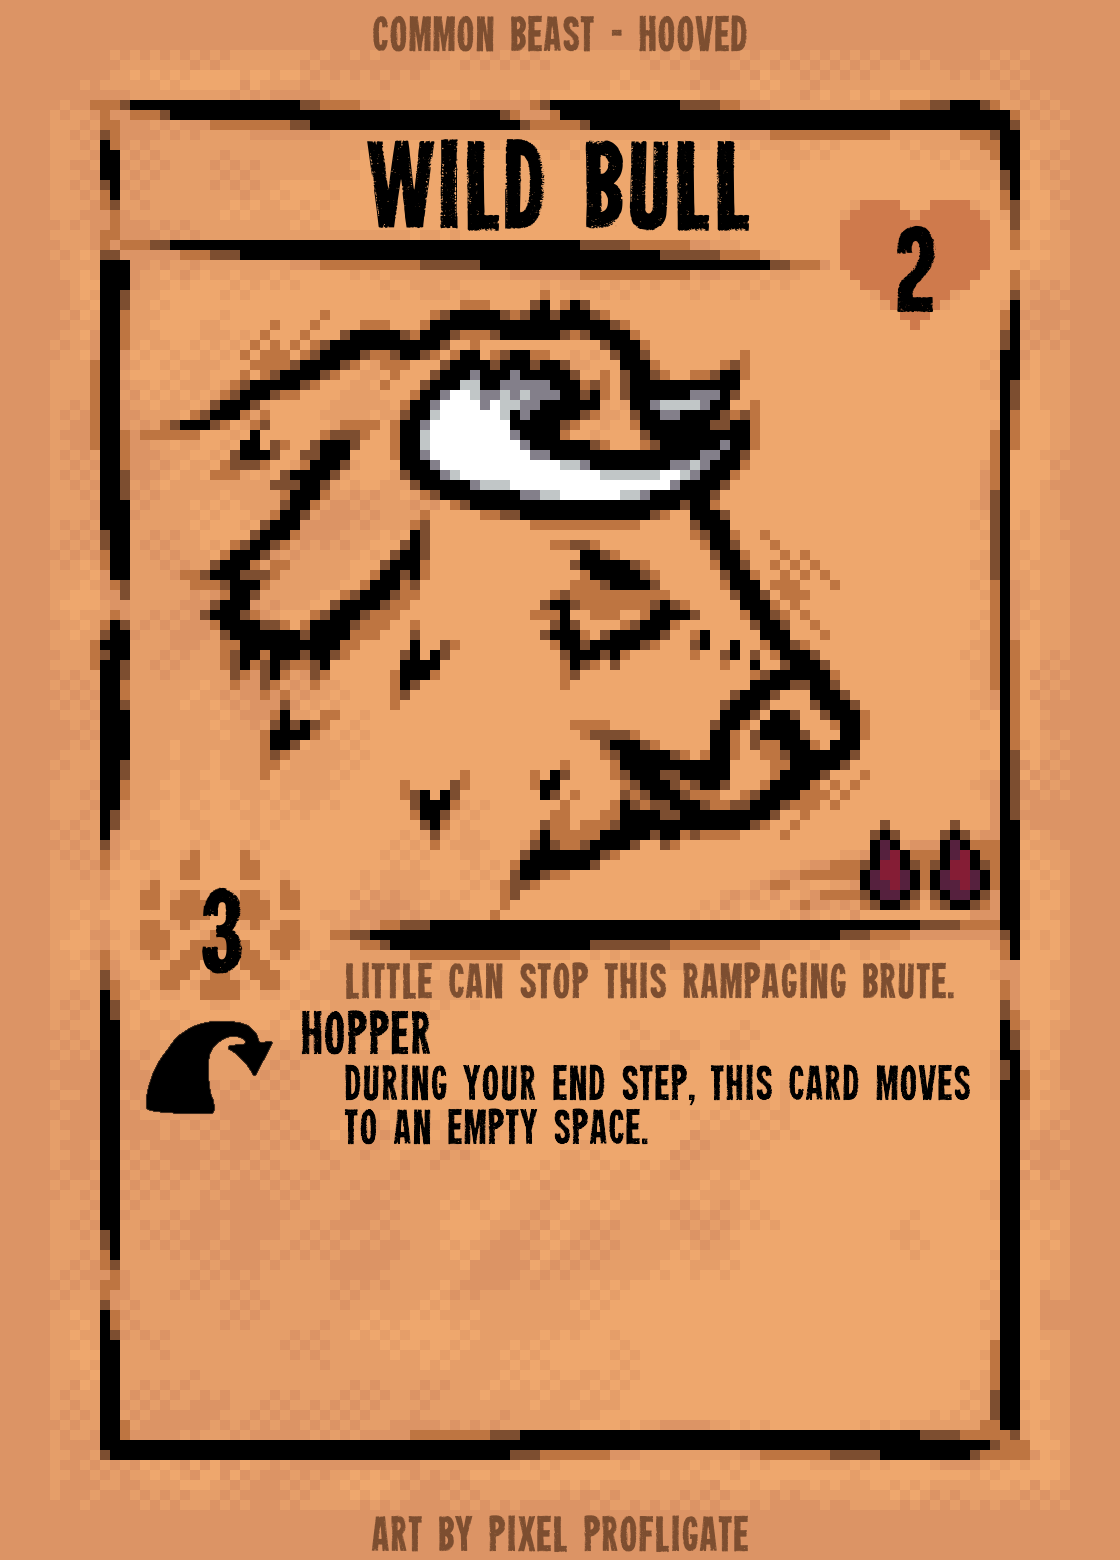 COMMON BEAST - HOOVED
WILD BULL
2
3
LITTLE CAN STOP THIS RAMPAGING BRUTE.
HOPPER
DURING YOUR END STEP, THIS CARD MOVES
TO AN EMPTY SPACE.
ART BY PIXEL PROFLIGATE